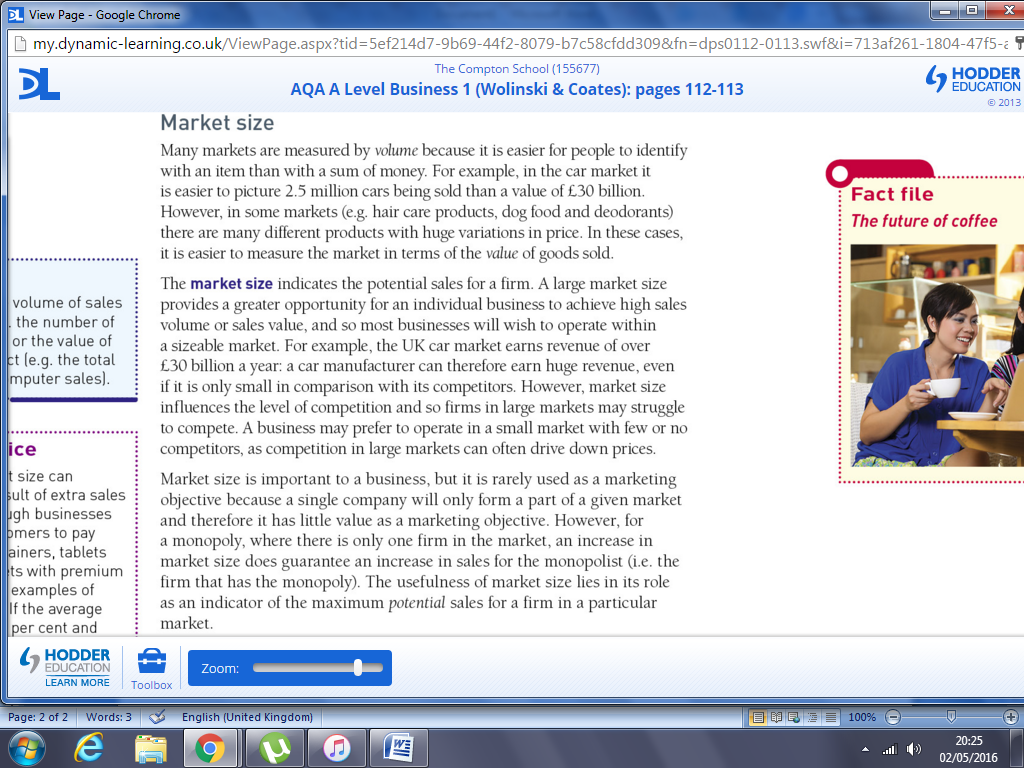 View Page - Google Chrome
my.dynamic-learning.co.uk/ViewPage.aspx?tid=5ef214d7-9b69-44f2-8079-b7c58cfdd309&fn=dps0112-0113.swf&i=713af261-1804-47f5-a
DL
The Compton School (155677)
AQA A Level Business 1 (Wolinski & Coates): pages 112-113
HODDER
EDUCATION
© 2013
Market size
Many markets are measured by volume because it is easier for people to identify
with an item than with a sum of money. For example, in the car market it
is easier to picture 2.5 million cars being sold than a value of £30 billion.
However, in some markets (e.g. hair care products, dog food and deodorants)
there are many different products with huge variations in price. In these cases,
it is easier to measure the market in terms of the value of goods sold.
The market size indicates the potential sales for a firm. A large market size
provides a greater opportunity for an individual business to achieve high sales
volume or sales value, and so most businesses will wish to operate within
a sizeable market. For example, the UK car market earns revenue of over
£30 billion a year: a car manufacturer can therefore earn huge revenue, even
if it is only small in comparison with its competitors. However, market size
influences the level of competition and so firms in large markets may struggle
to compete. A business may prefer to operate in a small market with few or no
competitors, as competition in large markets can often drive down prices.
Market size is important to a business, but it is rarely used as a marketing
objective because a single company will only form a part of a given market
and therefore it has little value as a marketing objective. However, for
a monopoly, where there is only one firm in the market, an increase in
market size does guarantee an increase in sales for the monopolist (i.e. the
firm that has the monopoly). The usefulness of market size lies in its role
as an indicator of the maximum potential sales for a firm in a particular
market.
volume of sales
. the number of
or the value of
ct (e.g. the total
mputer sales).
ice
t size can
sult of extra sales
ugh businesses
omers to pay
ainers, tablets
ets with premium
examples of
If the average
per cent and
Fact file
The future of coffee
HODDER
EDUCATION
LEARN MORE
Toolbox
Zoom:
Page: 2 of 2
Words: 3
English (United Kingdom)
100%
20:25
02/05/2016